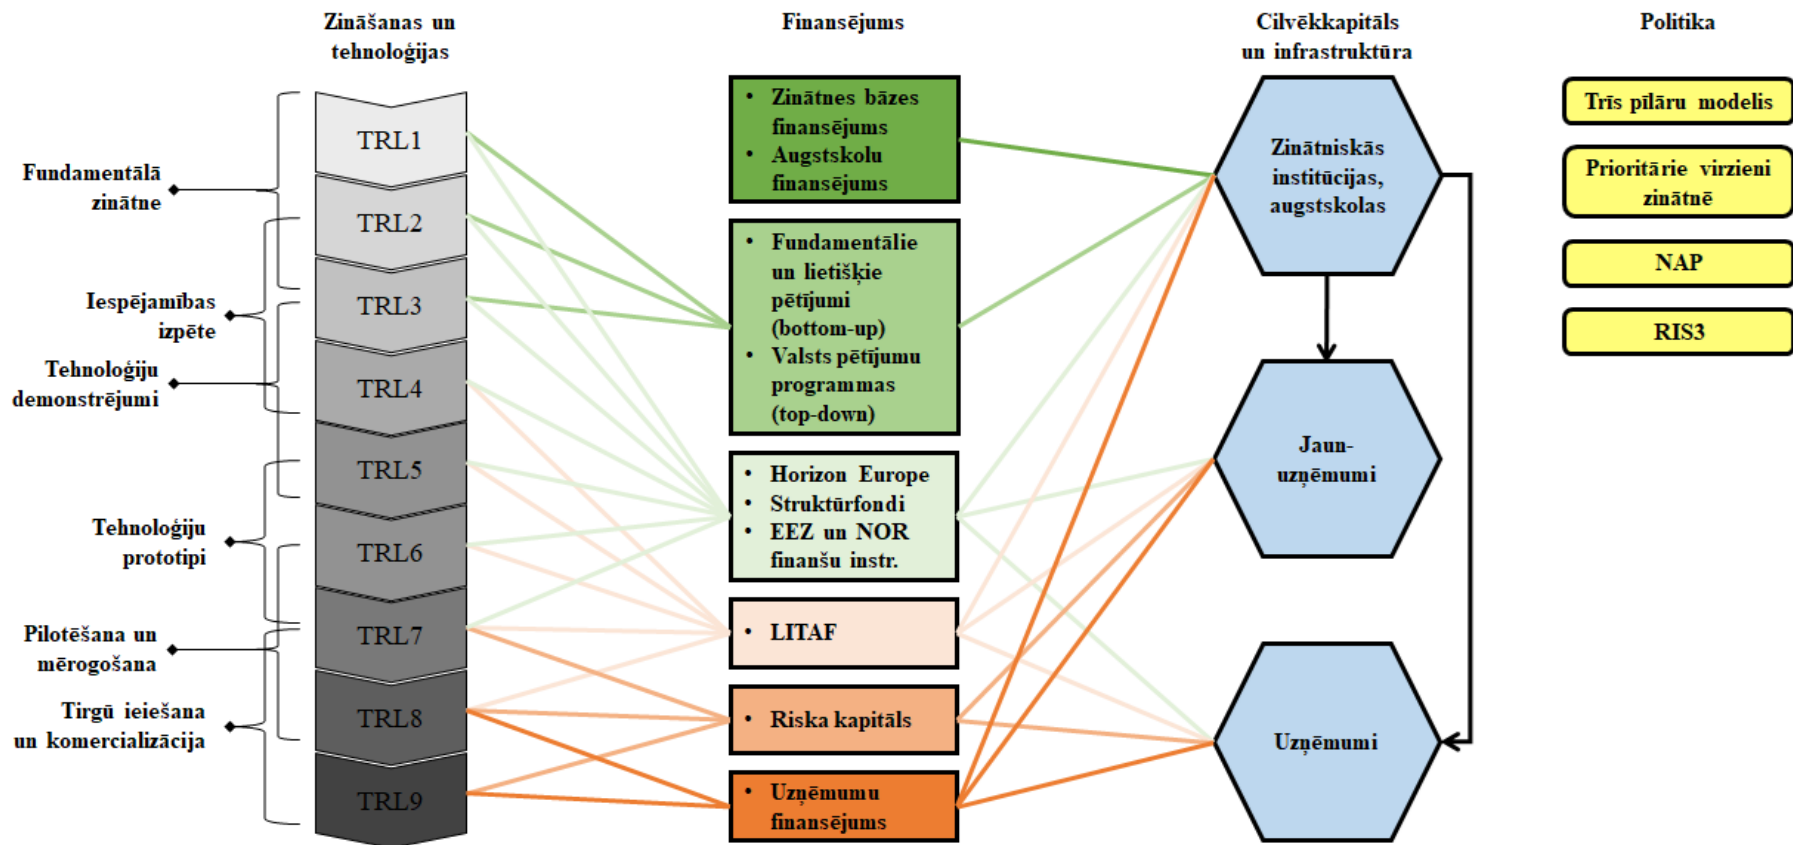 Zināšanas un
tehnoloģijas
Finansējums
Cilvēkkapitāls
un infrastruktūra
Politika
Fundamentālā
zinātne
Iespējamības
izpēte
Tehnoloģiju
demonstrējumi
Tehnoloģiju
prototipi
Pilotēšana un
mērogošana
Tirgū ieiešana
un komercializācija
TRL1
TRL2
TRL3
TRL4
TRL5
TRL6
TRL7
TRL8
TRL9
• Zinātnes bāzes
finansējums
• Augstskolu
finansējums
• Fundamentālie
un lietišķie
pētījumi
(bottom-up)
• Valsts pētījumu
programmas
(top-down)
• Horizon Europe
• Struktūrfondi
• EEZ un NOR
finanšu instr.
• LITAF
• Riska kapitāls
• Uzņēmumu
finansējums
Zinātniskās
institūcijas,
augstskolas
Jaun-
uzņēmumi
Uzņēmumi
Trīs pīlāru modelis
Prioritārie virzieni
zinātnē
NAP
RIS3